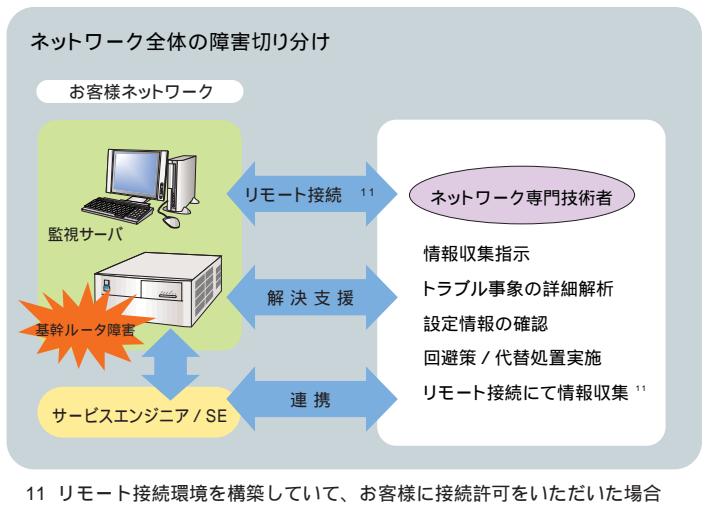 ネットワーク全体の障害切り分け
お客様ネットワーク
監視サーバ
基幹ルータ障害
サービスエンジニア / SE
リモート接続 11
解決支援
連携
ネットワーク専門技術者
情報収集指示
トラブル事象の詳細解析
設定情報の確認
回避策 / 代替処置実施
リモート接続にて情報収集 11
11 リモート接続環境を構築していて、お客様に接続許可をいただいた場合